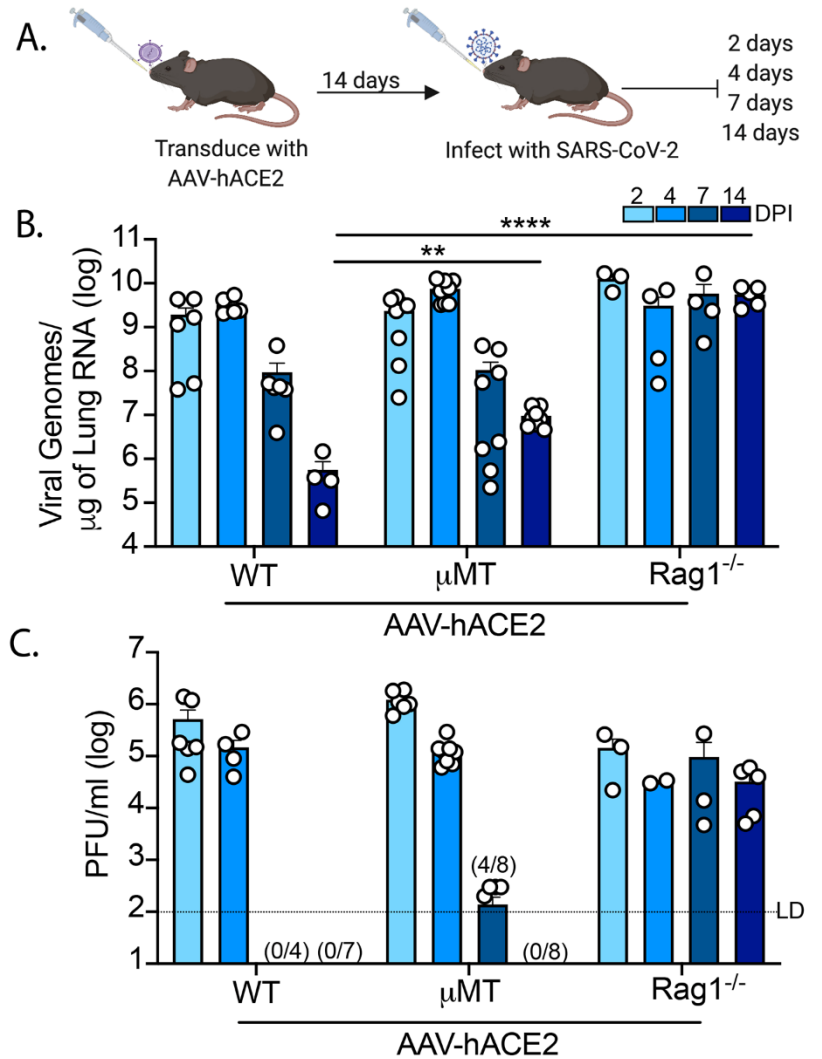 A.
14 days
2 days
4 days
7 days
14 days
Transduce with
AAV-hACE2
Infect with SARS-CoV-2
2 4 7 14 DPI
B.
****
**
Viral Genomes/
μg of Lung RNA (log)
11
10
9
8
7
6
5
4
WT μMT Rag1-/-
AAV-hACE2
C.
PFU/ml (log)
7
6
5
4
3
2
1
(4/8)
LD
(0/4) (0/7) (0/8)
WT μMT Rag1-/-
AAV-hACE2